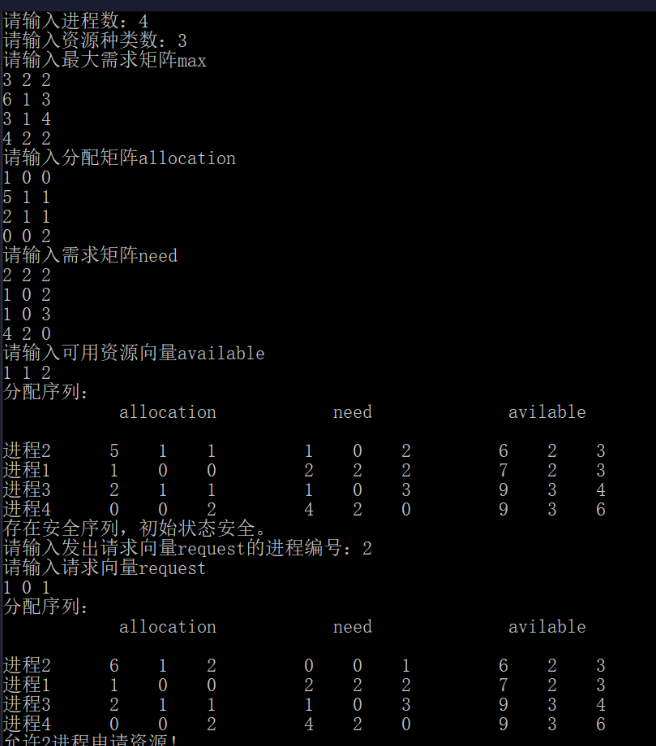 请输入进程数：4
请输入资源种类数：3
请输入最大需求矩阵max
3 2 2
6 1 3
3 1 4
4 2 2
请输入分配矩阵allocation
1 0 0
5 1 1
2 1 1
0 0 2
请输入需求矩阵need
2 2 2
1 0 2
1 0 3
4 2 0
请输入可用资源向量available
1 1 2
分配序列：
allocation need avilable
进程2 5 1 1 1 0 2 6 2 3
进程1 1 0 0 2 2 2 7 2 3
进程3 2 1 1 1 0 3 9 3 4
进程4 0 0 2 4 2 0 9 3 6
存在安全序列，初始状态安全。
请输入发出请求向量request的进程编号：2
请输入请求向量request
1 0 1
分配序列：
allocation need avilable
进程2 6 1 2 0 0 1 6 2 3
进程1 1 0 0 2 2 2 7 2 3
进程3 2 1 1 1 0 3 9 3 4
进程4 0 0 2 4 2 0 9 3 6
允许2进程申请资源！